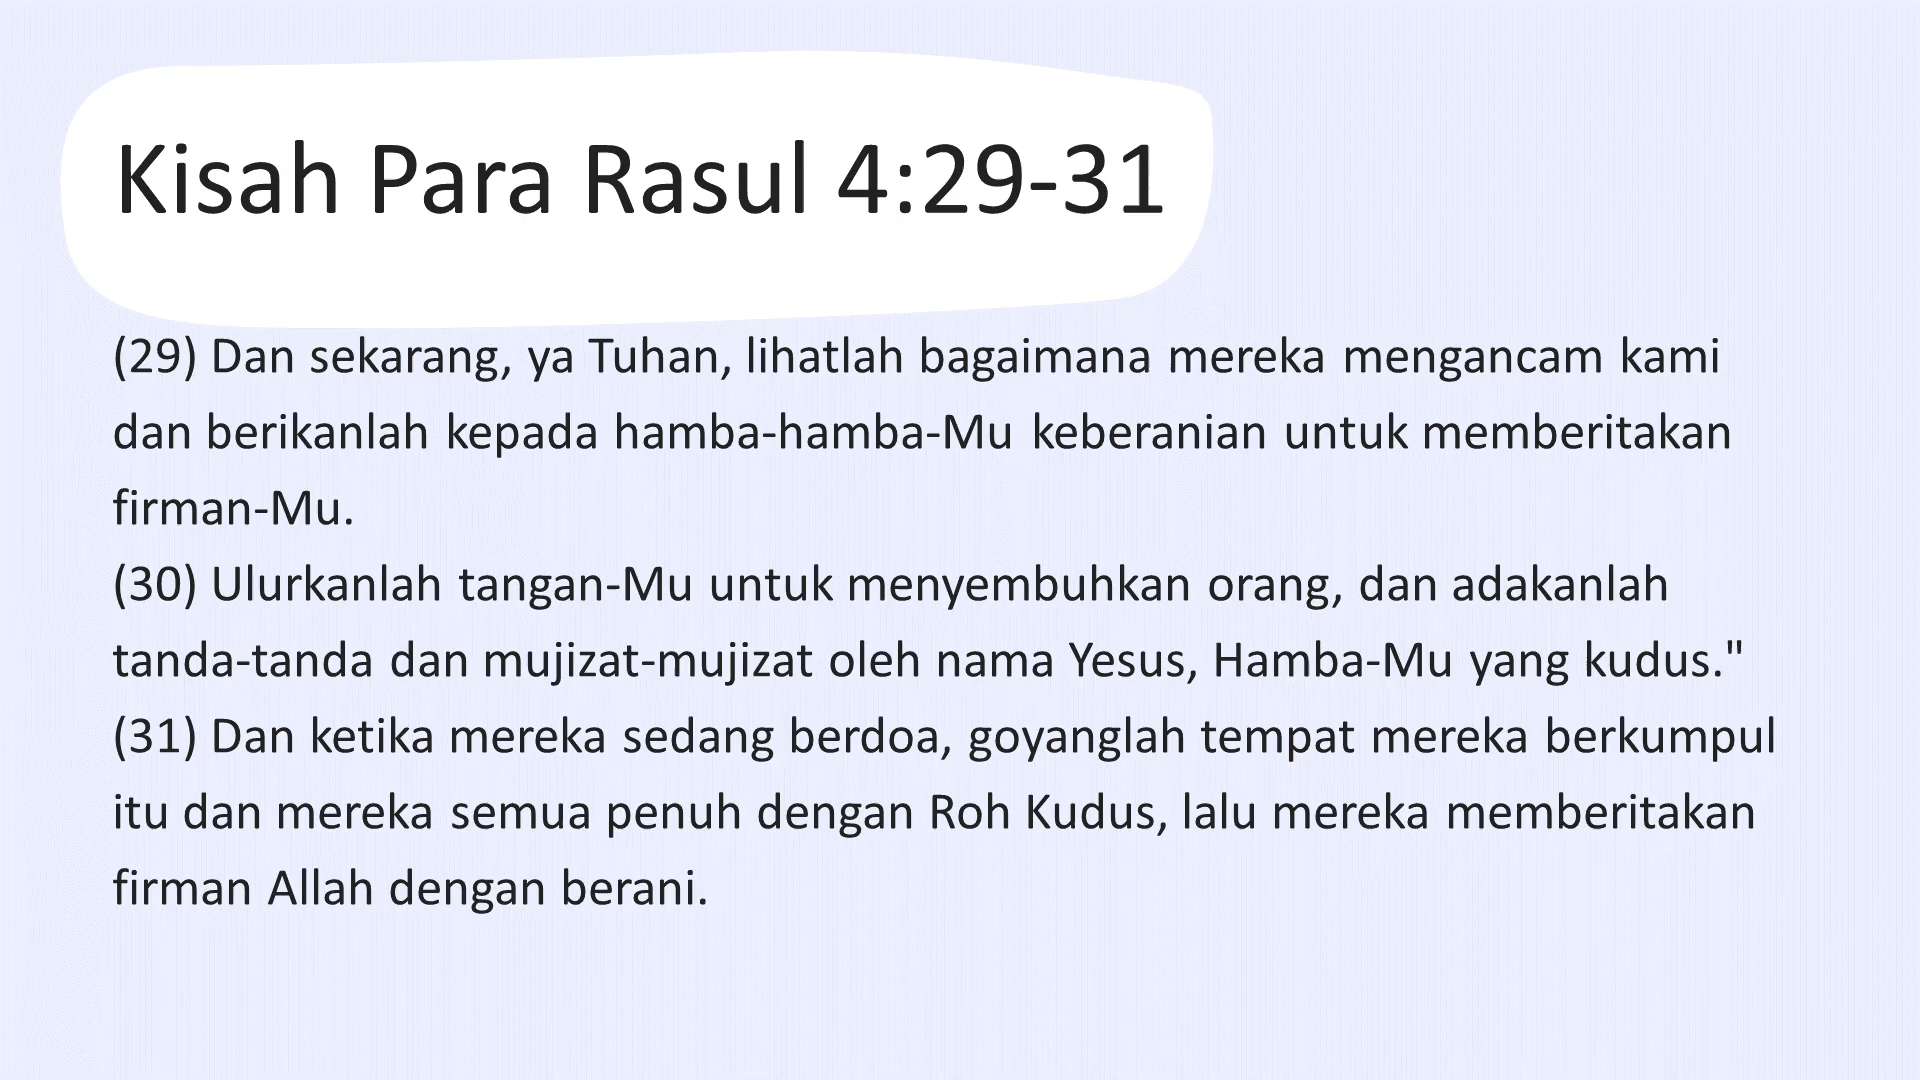 Kisah Para Rasul 4:29-31
(29) Dan sekarang, ya Tuhan, lihatlah bagaimana mereka mengancam kami
dan berikanlah kepada hamba-hamba-Mu keberanian untuk memberitakan
firman-Mu.
(30) Ulurkanlah tangan-Mu untuk menyembuhkan orang, dan adakanlah
tanda-tanda dan mujizat-mujizat oleh nama Yesus, Hamba-Mu yang kudus."
(31) Dan ketika mereka sedang berdoa, goyanglah tempat mereka berkumpul
itu dan mereka semua penuh dengan Roh Kudus, lalu mereka memberitakan
firman Allah dengan berani.